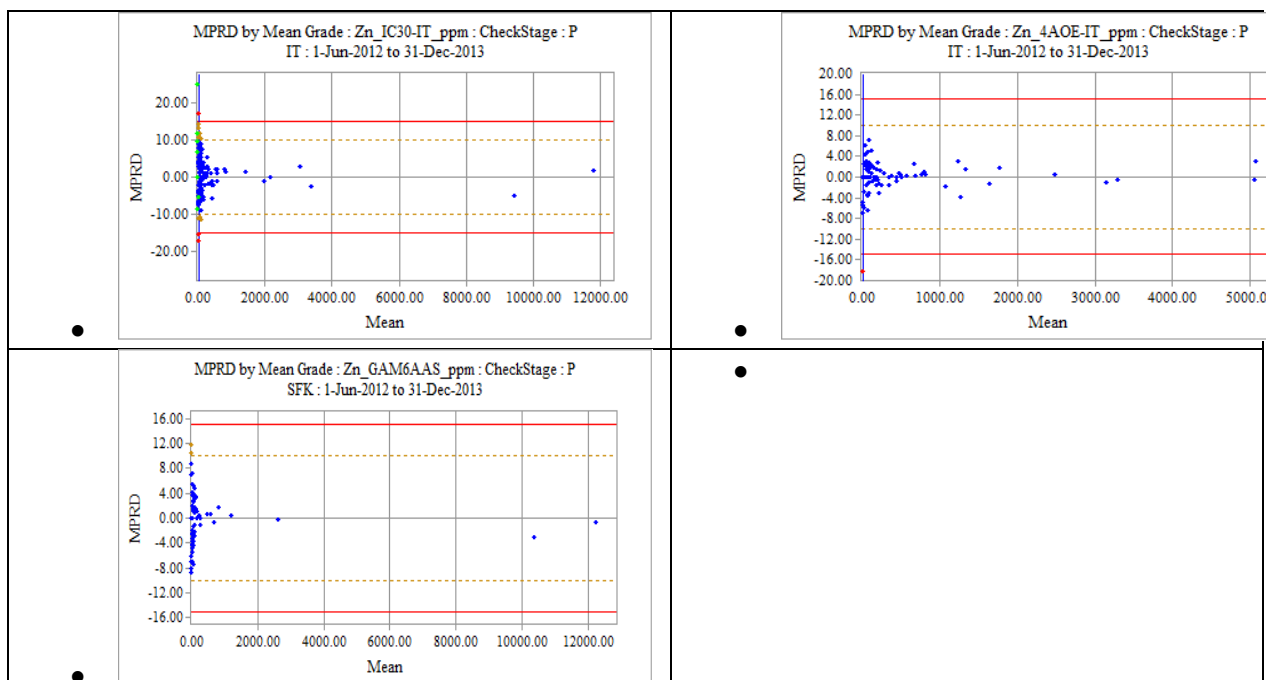 MPRD by Mean Grade : Zn_IC30-IT_ppm : CheckStage : P
IT : 1-Jun-2012 to 31-Dec-2013
20.00
10.00
0.00
-10.00
-20.00
MPRD
0.00 2000.00 4000.00 6000.00 8000.00 10000.00 12000.00
Mean
MPRD by Mean Grade : Zn_4AOE-IT_ppm : CheckStage : P
IT : 1-Jun-2012 to 31-Dec-2013
20.00
16.00
12.00
8.00
4.00
0.00
-4.00
-8.00
-12.00
-16.00
-20.00
MPRD
0.00 1000.00 2000.00 3000.00 4000.00 5000.0
Mean
MPRD by Mean Grade : Zn_GAM6AAS_ppm : CheckStage : P
SFK : 1-Jun-2012 to 31-Dec-2013
16.00
12.00
8.00
4.00
0.00
-4.00
-8.00
-12.00
-16.00
MPRD
0.00 2000.00 4000.00 6000.00 8000.00 10000.00 12000.00
Mean